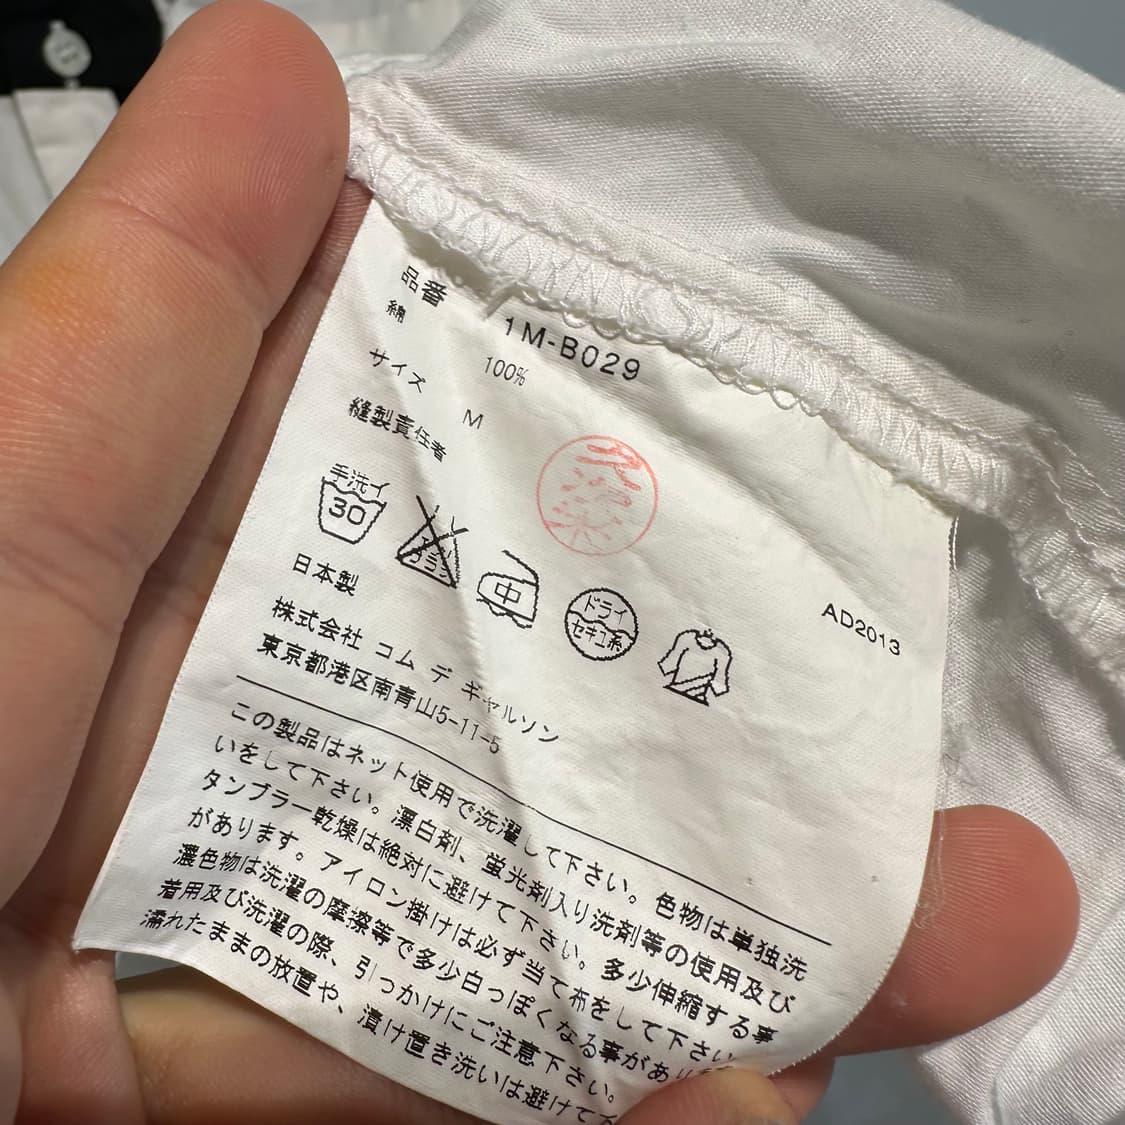 品番 1M-B029
綿 100%
サイズ M
縫製責任者
手洗イ
30
エンソ
サラシ
中
ドライ
セキユ系
AD2013
日本製
株式会社 コム デ ギャルソン
東京都港区南青山5-11-5
この製品はネット使用で洗濯して下さい。色物は単独洗
いをして下さい。漂白剤、蛍光剤入り洗剤等の使用及び
タンブラー乾燥は絶対に避けて下さい。多少伸縮する事
があります。アイロン掛けは必ず当て布をして下さい。
濃色物は洗濯の摩擦等で多少白っぽくなる事があります
着用及び洗濯の際、引っかけにご注意下さい。
濡れたままの放置や、漬け置き洗いは避けて下